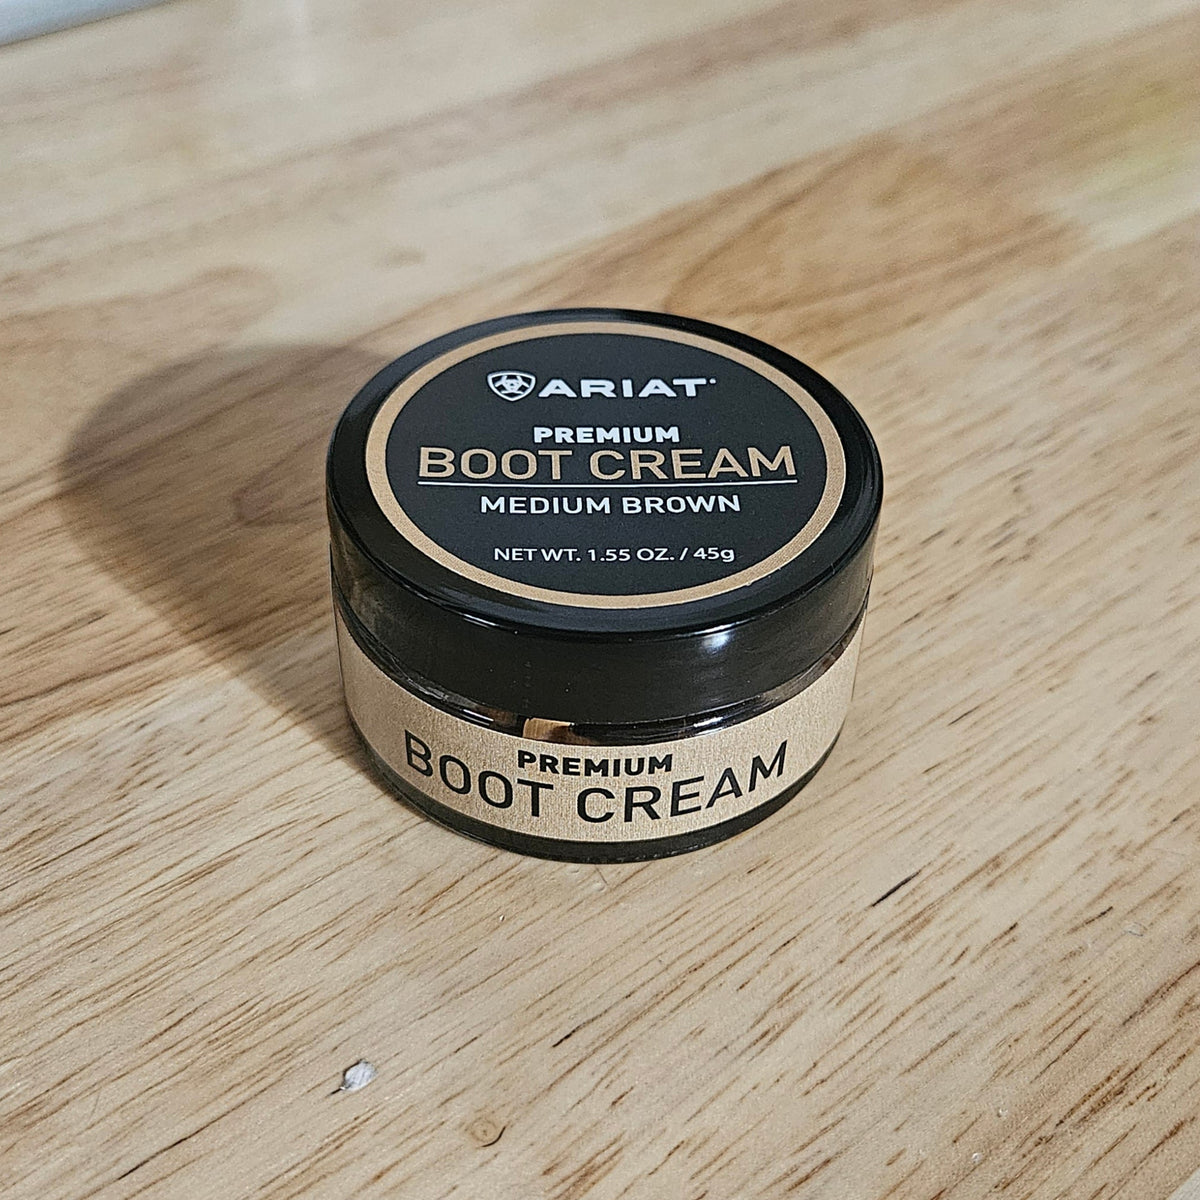 ARIAT
PREMIUM
BOOT CREAM
MEDIUM BROWN
NET WT. 1.55 OZ. / 45g
PREMIUM
BOOT CREAM